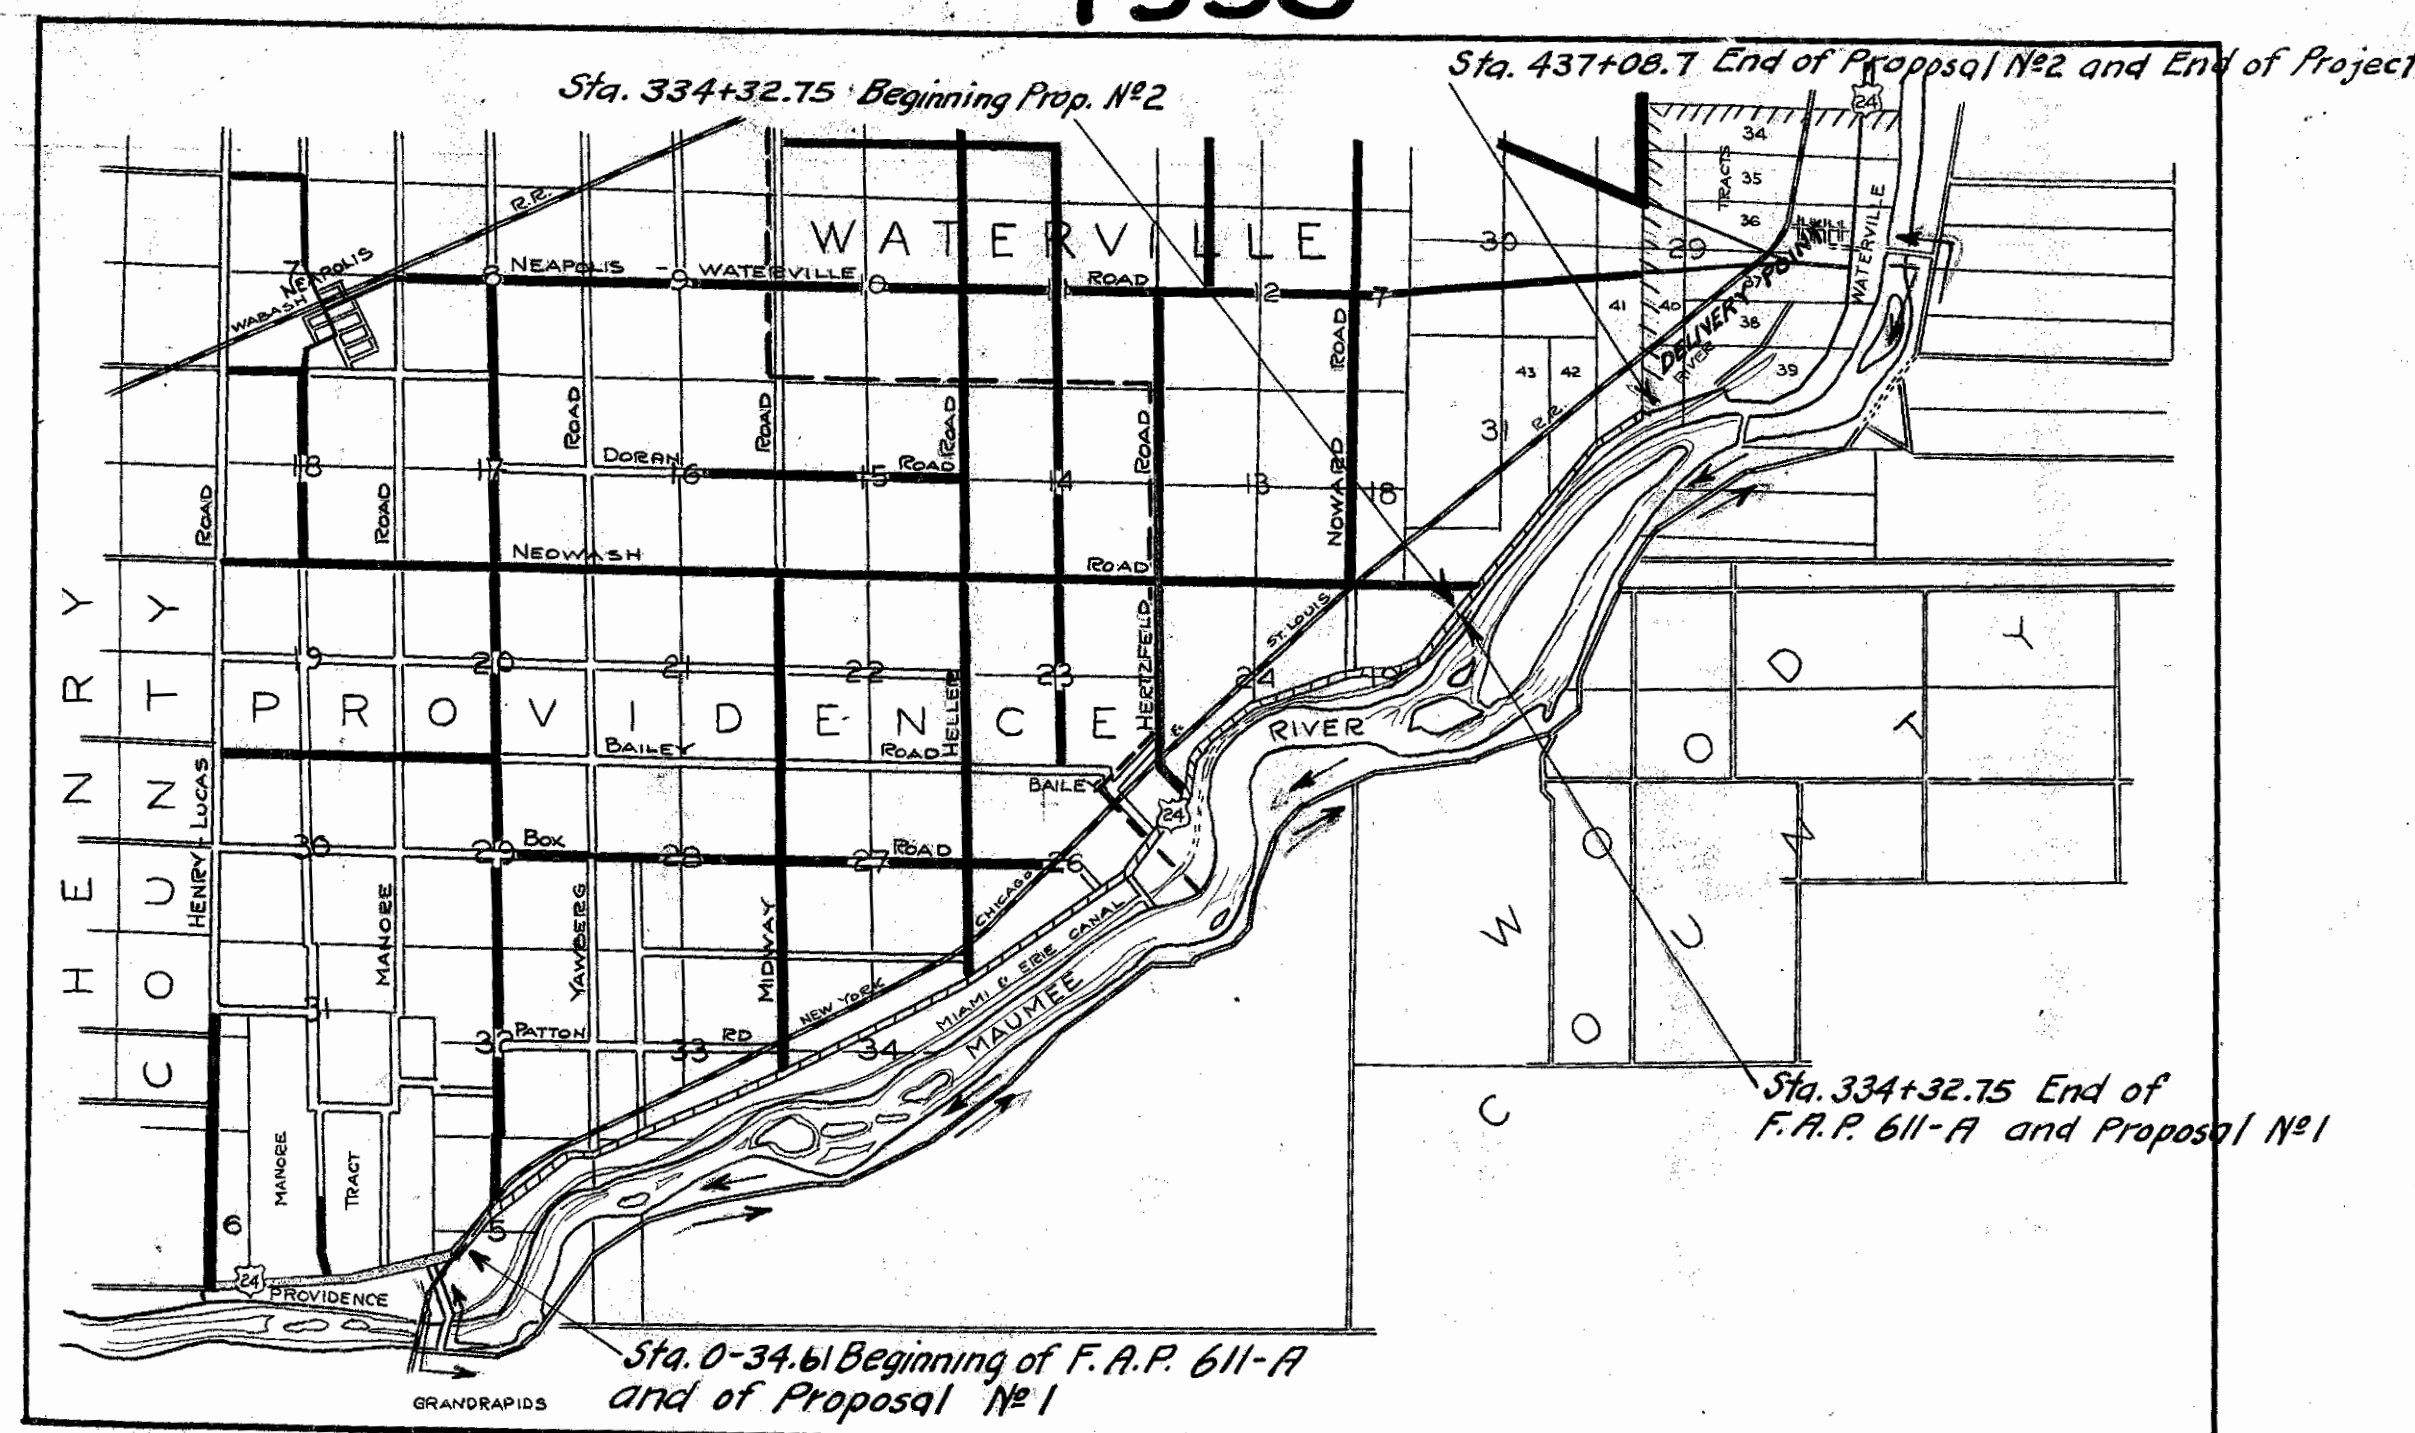 Sta. 437+08.7 End of Proposal Nº2 and End of Project
Sta. 334+32.75 Beginning Prop. Nº2
24
34
TRACTS
35
36
WATERVILLE
R.R.
WATERVILLE
30
29
7
NEAPOLIS
8
NEAPOLIS
9
WATERVILLE
10
11
ROAD
12
7
DELIVERY POINT
37
WABASH
41
40
38
RIVER
39
43
42
31
R.R.
ROAD
ROAD
ROAD
ROAD
ROAD
ROAD
ROAD
18
17
DORAN
16
15
ROAD
14
13
18
NOWARD
NEOWASH
ROAD
HENRY
COUNTY
ST. LOUIS
HERTZFELD
19
20
21
22
23
24
19
PROVIDENCE
RIVER
HELLER
BAILEY
ROAD
BAILEY
&
24
HENRY-LUCAS
30
29
BOX
28
27
ROAD
26
WOOD
COUNTY
CHICAGO
MANORE
YAWBERG
MIDWAY
NEW YORK
MIAMI & ERIE CANAL
MAUMEE
31
32
PATTON
33
RD
34
Sta. 334+32.75 End of
F.A.P. 611-A and Proposal Nº1
MANORE
TRACT
6
5
24
PROVIDENCE
Sta. 0-34.61 Beginning of F.A.P. 611-A
and of Proposal Nº1
GRANDRAPIDS